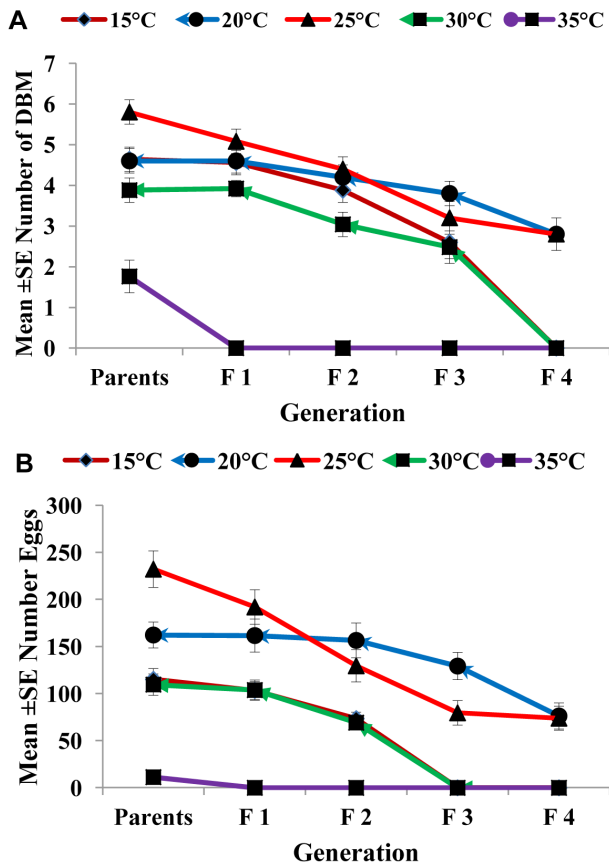 A
15°C 20°C 25°C 30°C 35°C
7
6
5
4
3
2
1
0
Mean ±SE Number of DBM
Parents F 1 F 2 F 3 F 4
Generation
B
15°C 20°C 25°C 30°C 35°C
300
250
200
150
100
50
0
Mean ±SE Number Eggs
Parents F 1 F 2 F 3 F 4
Generation